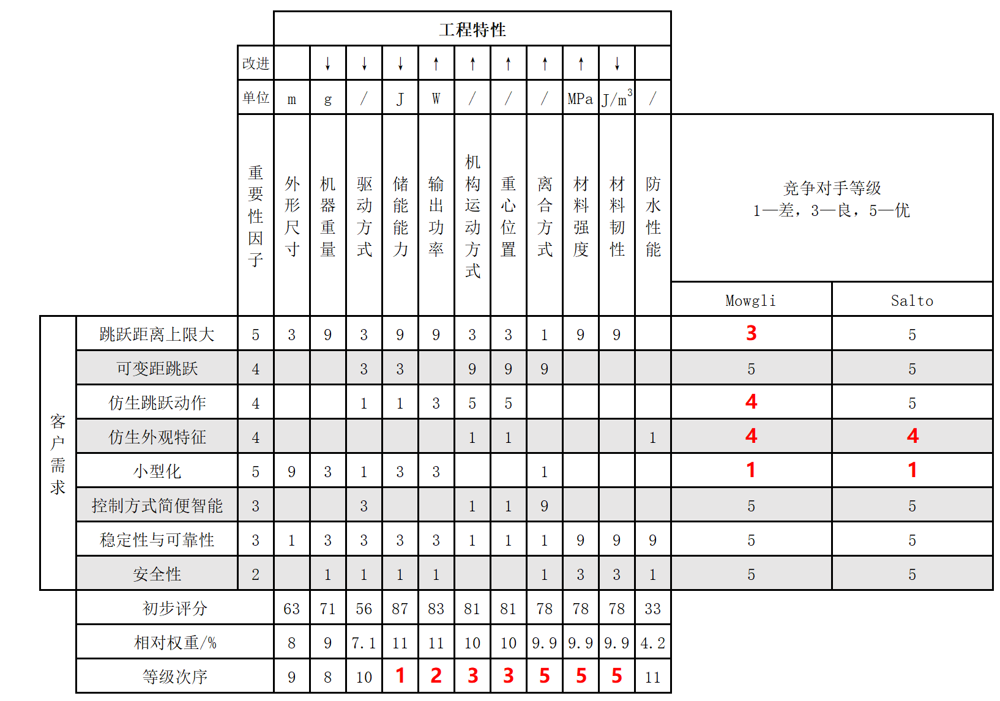 工程特性
改进 ↓ ↓ ↓ ↑ ↑ ↑ ↑ ↑ ↓
单位 m g / J W / / / MPa J/m³ /
重要性因子 外形尺寸 机器重量 驱动方式 储能能力 输出功率 机构运动方式 重心位置 离合方式 材料强度 材料韧性 防水性能
竞争对手等级
1—差，3—良，5—优
Mowgli Salto
客户需求
跳跃距离上限大 5 3 9 3 9 9 3 3 1 9 9 3 5
可变距跳跃 4 3 3 9 9 9 5 5
仿生跳跃动作 4 1 1 3 5 5 4 5
仿生外观特征 4 1 1 1 4 4
小型化 5 9 3 1 3 3 1 1 1
控制方式简便智能 3 3 1 1 9 5 5
稳定性与可靠性 3 1 3 3 3 3 1 1 1 9 9 9 5 5
安全性 2 1 1 1 1 1 3 3 1 5 5
初步评分 63 71 56 87 83 81 81 78 78 78 33
相对权重/% 8 9 7.1 11 11 10 10 9.9 9.9 9.9 4.2
等级次序 9 8 10 1 2 3 3 5 5 5 11